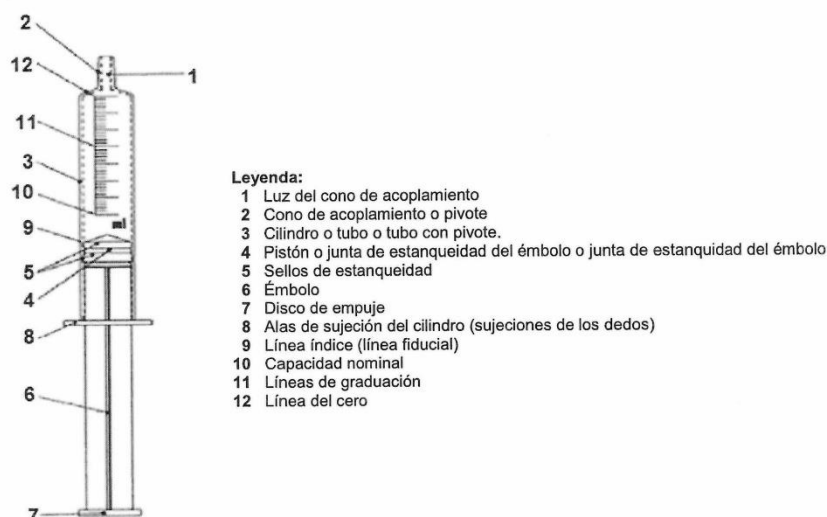 2
12
1
11
3
10
ml
9
5
4
8
6
7
Leyenda:
1 Luz del cono de acoplamiento
2 Cono de acoplamiento o pivote
3 Cilindro o tubo o tubo con pivote.
4 Pistón o junta de estanqueidad del émbolo o junta de estanquidad del émbolo
5 Sellos de estanqueidad
6 Émbolo
7 Disco de empuje
8 Alas de sujeción del cilindro (sujeciones de los dedos)
9 Línea índice (línea fiducial)
10 Capacidad nominal
11 Líneas de graduación
12 Línea del cero